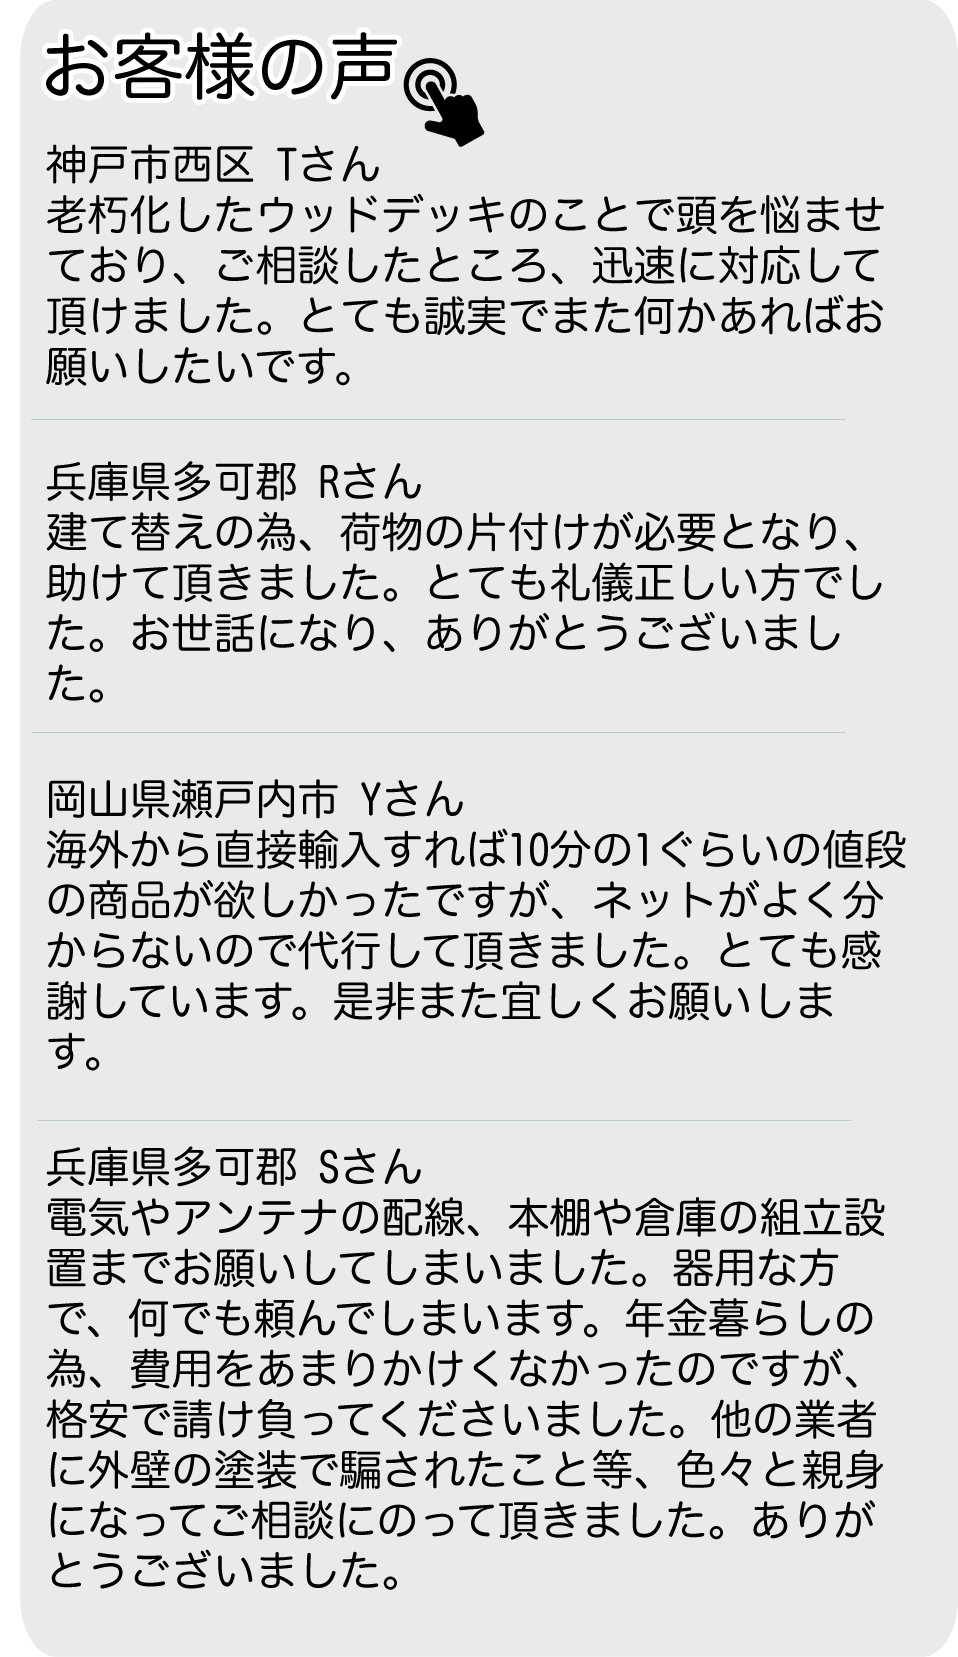 お客様の声
神戸市西区 Tさん
老朽化したウッドデッキのことで頭を悩ませ
ており、ご相談したところ、迅速に対応して
頂けました。とても誠実でまた何かあればお
願いしたいです。
兵庫県多可郡 Rさん
建て替えの為、荷物の片付けが必要となり、
助けて頂きました。とても礼儀正しい方でし
た。お世話になり、ありがとうございまし
た。
岡山県瀬戸内市 Yさん
海外から直接輸入すれば10分の1ぐらいの値段
の商品が欲しかったですが、ネットがよく分
からないので代行して頂きました。とても感
謝しています。是非また宜しくお願いしま
す。
兵庫県多可郡 Sさん
電気やアンテナの配線、本棚や倉庫の組立設
置までお願いしてしまいました。器用な方
で、何でも頼んでしまいます。年金暮らしの
為、費用をあまりかけくなかったのですが、
格安で請け負ってくださいました。他の業者
に外壁の塗装で騙されたこと等、色々と親身
になってご相談にのって頂きました。ありが
とうございました。